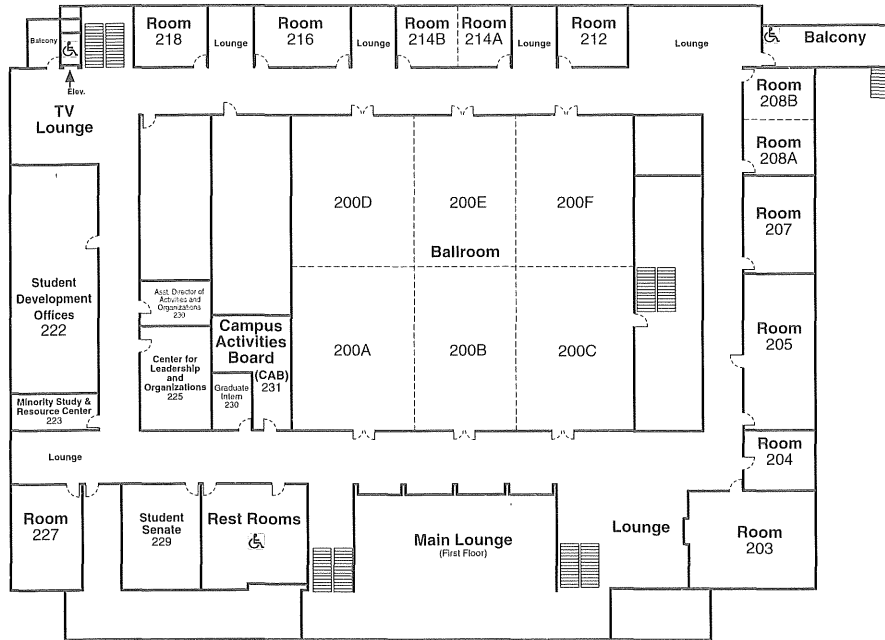 Room
218
Lounge
Room
216
Lounge
Room
214B
Room
214A
Lounge
Room
212
Lounge
Balcony
Balcony
Elev.
TV
Lounge
Room
208B
Room
208A
200D
200E
200F
Room
207
Ballroom
Student
Development
Offices
222
Asst. Director of
Activities and
Organizations
230
Campus
Activities
Board
(CAB)
231
200A
200B
200C
Room
205
Center for
Leadership
and
Organizations
225
Graduate
Intern
230
Minority Study &
Resource Center
223
Room
204
Lounge
Room
227
Student
Senate
229
Rest Rooms
Main Lounge
(First Floor)
Lounge
Room
203